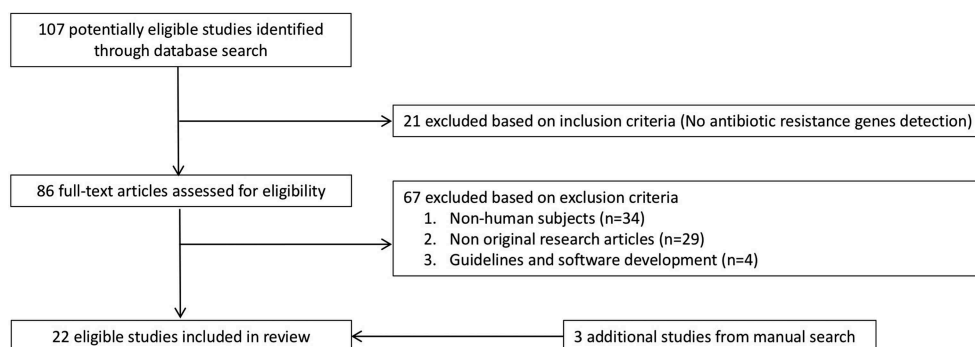 107 potentially eligible studies identified
through database search
21 excluded based on inclusion criteria (No antibiotic resistance genes detection)
86 full-text articles assessed for eligibility
67 excluded based on exclusion criteria
1. Non-human subjects (n=34)
2. Non original research articles (n=29)
3. Guidelines and software development (n=4)
22 eligible studies included in review
3 additional studies from manual search